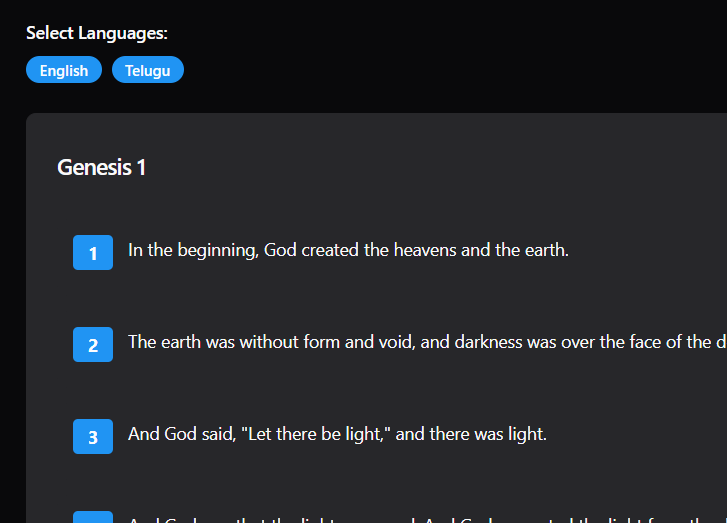 Select Languages:
English Telugu
Genesis 1
1 In the beginning, God created the heavens and the earth.
2 The earth was without form and void, and darkness was over the face of the
3 And God said, "Let there be light," and there was light.